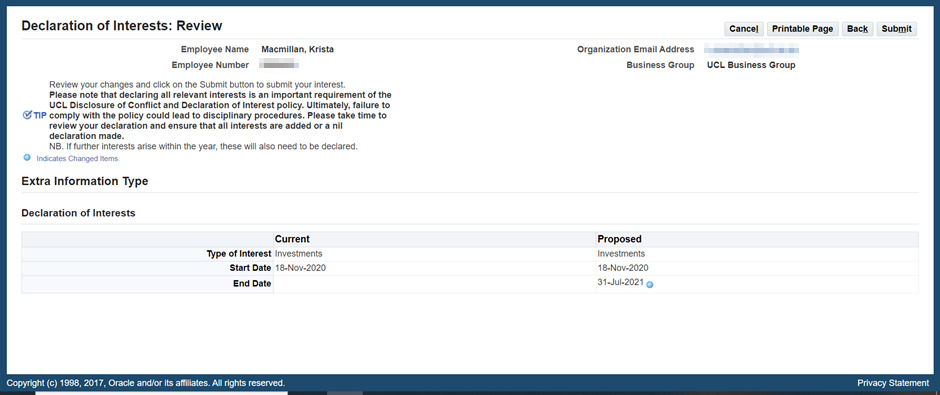 Declaration of Interests: Review
Cancel Printable Page Back Submit
Employee Name Macmillan, Krista Organization Email Address
Employee Number Business Group UCL Business Group
Review your changes and click on the Submit button to submit your interest.
Please note that declaring all relevant interests is an important requirement of the
UCL Disclosure of Conflict and Declaration of Interest policy. Ultimately, failure to
TIP comply with the policy could lead to disciplinary procedures. Please take time to
review your declaration and ensure that all interests are added or a nil
declaration made.
NB. If further interests arise within the year, these will also need to be declared.
Indicates Changed Items.
Extra Information Type
Declaration of Interests
Current Proposed
Type of Interest Investments Investments
Start Date 18-Nov-2020 18-Nov-2020
End Date 31-Jul-2021
Copyright (c) 1998, 2017, Oracle and/or its affiliates. All rights reserved. Privacy Statement